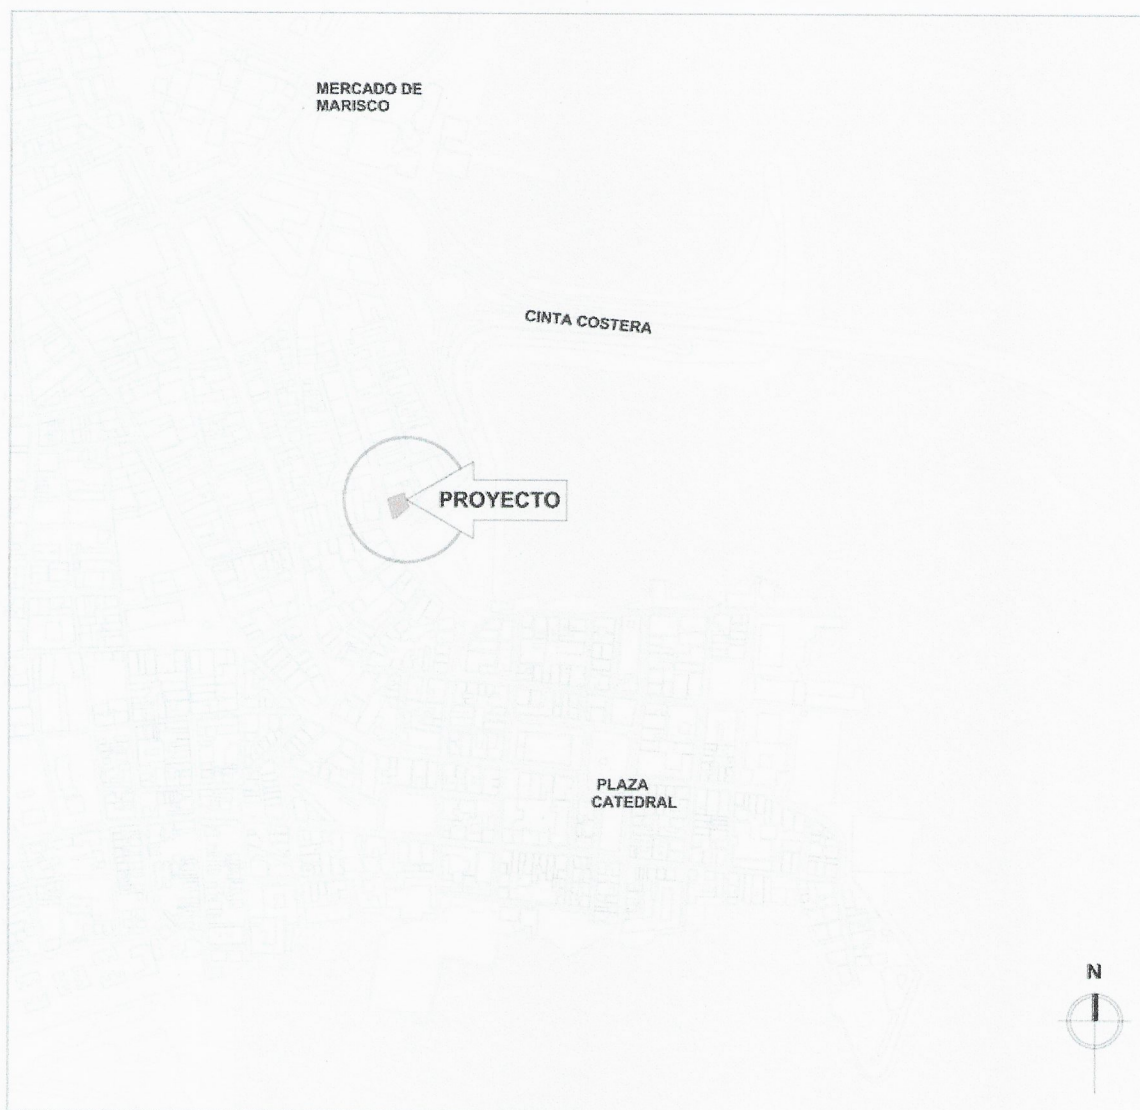 MERCADO DE
MARISCO
CINTA COSTERA
PROYECTO
PLAZA
CATEDRAL
N